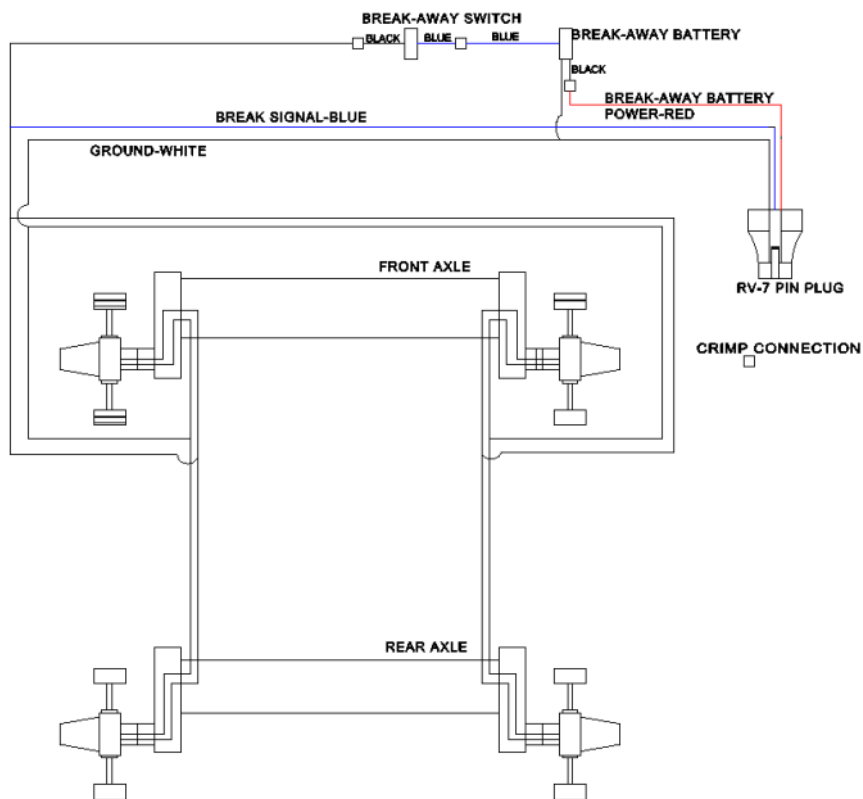 BREAK-AWAY SWITCH
BLACK
BLUE
BLUE
BREAK-AWAY BATTERY
BLACK
BREAK-AWAY BATTERY
POWER-RED
BREAK SIGNAL-BLUE
GROUND-WHITE
FRONT AXLE
RV-7 PIN PLUG
CRIMP CONNECTION
REAR AXLE